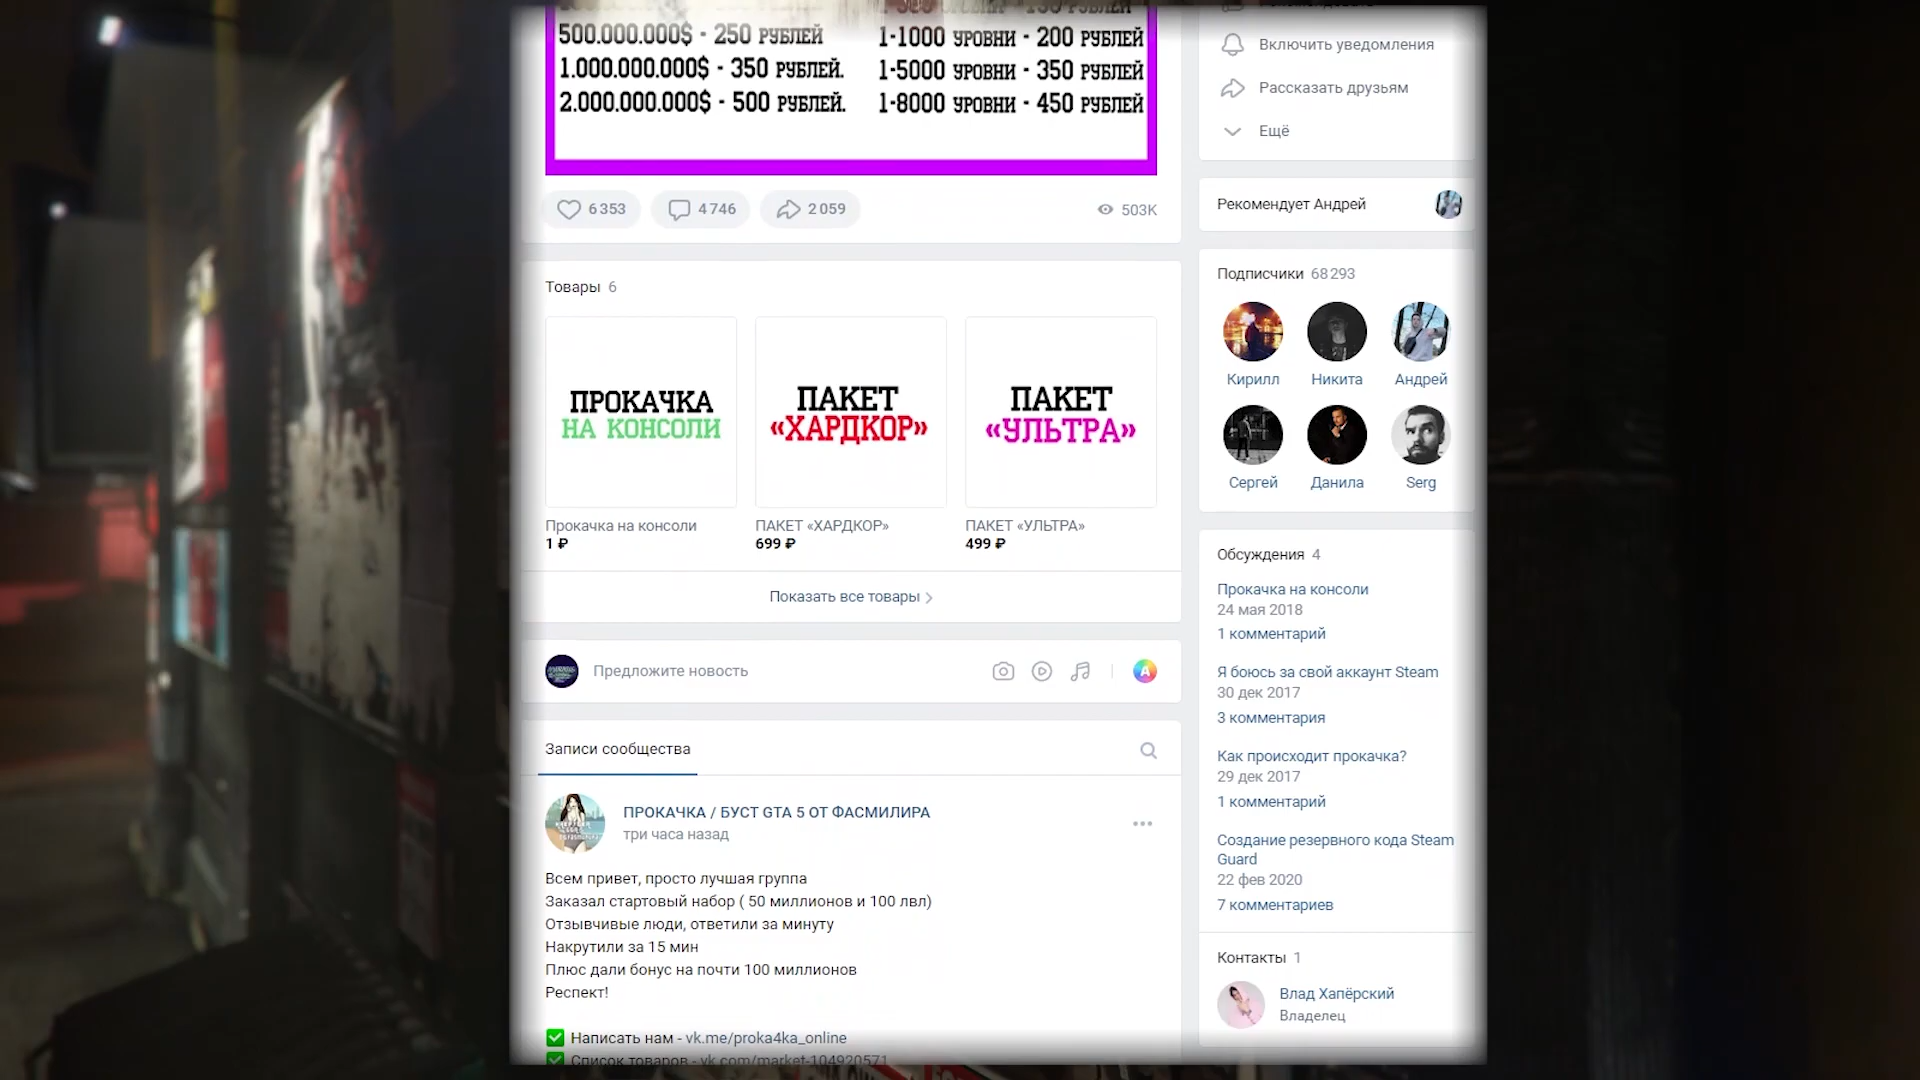 500.000.000$ - 250 РУБЛЕЙ
1.000.000.000$ - 350 РУБЛЕЙ.
2.000.000.000$ - 500 РУБЛЕЙ.
1-1000 УРОВНИ - 200 РУБЛЕЙ
1-5000 УРОВНИ - 350 РУБЛЕЙ
1-8000 УРОВНИ - 450 РУБЛЕЙ
6 353
4 746
2 059
503K
Товары 6
ПРОКАЧКА
НА КОНСОЛИ
ПАКЕТ
«ХАРДКОР»
ПАКЕТ
«УЛЬТРА»
Прокачка на консоли
1 ₽
ПАКЕТ «ХАРДКОР»
699 ₽
ПАКЕТ «УЛЬТРА»
499 ₽
Показать все товары
Предложите новость
Записи сообщества
ПРОКАЧКА / БУСТ GTA 5 ОТ ФАСМИЛИРА
три часа назад
Всем привет, просто лучшая группа
Заказал стартовый набор ( 50 миллионов и 100 лвл)
Отзывчивые люди, ответили за минуту
Накрутили за 15 мин
Плюс дали бонус на почти 100 миллионов
Респект!
Написать нам - vk.me/proka4ka_online
Список товаров - vk.com/market-104920571
Включить уведомления
Рассказать друзьям
Ещё
Рекомендует Андрей
Подписчики 68 293
Кирилл
Никита
Андрей
Сергей
Данила
Serg
Обсуждения 4
Прокачка на консоли
24 мая 2018
1 комментарий
Я боюсь за свой аккаунт Steam
30 дек 2017
3 комментария
Как происходит прокачка?
29 дек 2017
1 комментарий
Создание резервного кода Steam
Guard
22 фев 2020
7 комментариев
Контакты 1
Влад Хапёрский
Владелец